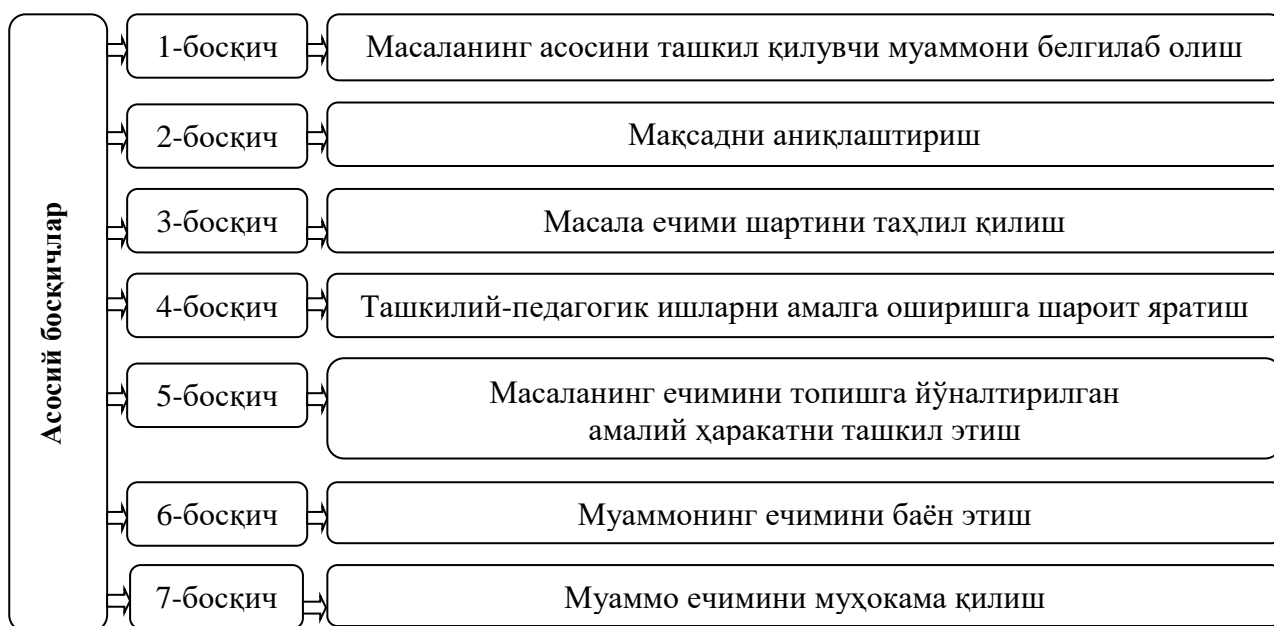 Асосий босқичлар
1-босқич
Масаланинг асосини ташкил қилувчи муаммони белгилаб олиш
2-босқич
Мақсадни аниқлаштириш
3-босқич
Масала ечими шартини таҳлил қилиш
4-босқич
Ташкилий-педагогик ишларни амалга оширишга шароит яратиш
5-босқич
Масаланинг ечимини топишга йўналтирилган
амалий ҳаракатни ташкил этиш
6-босқич
Муаммонинг ечимини баён этиш
7-босқич
Муаммо ечимини муҳокама қилиш